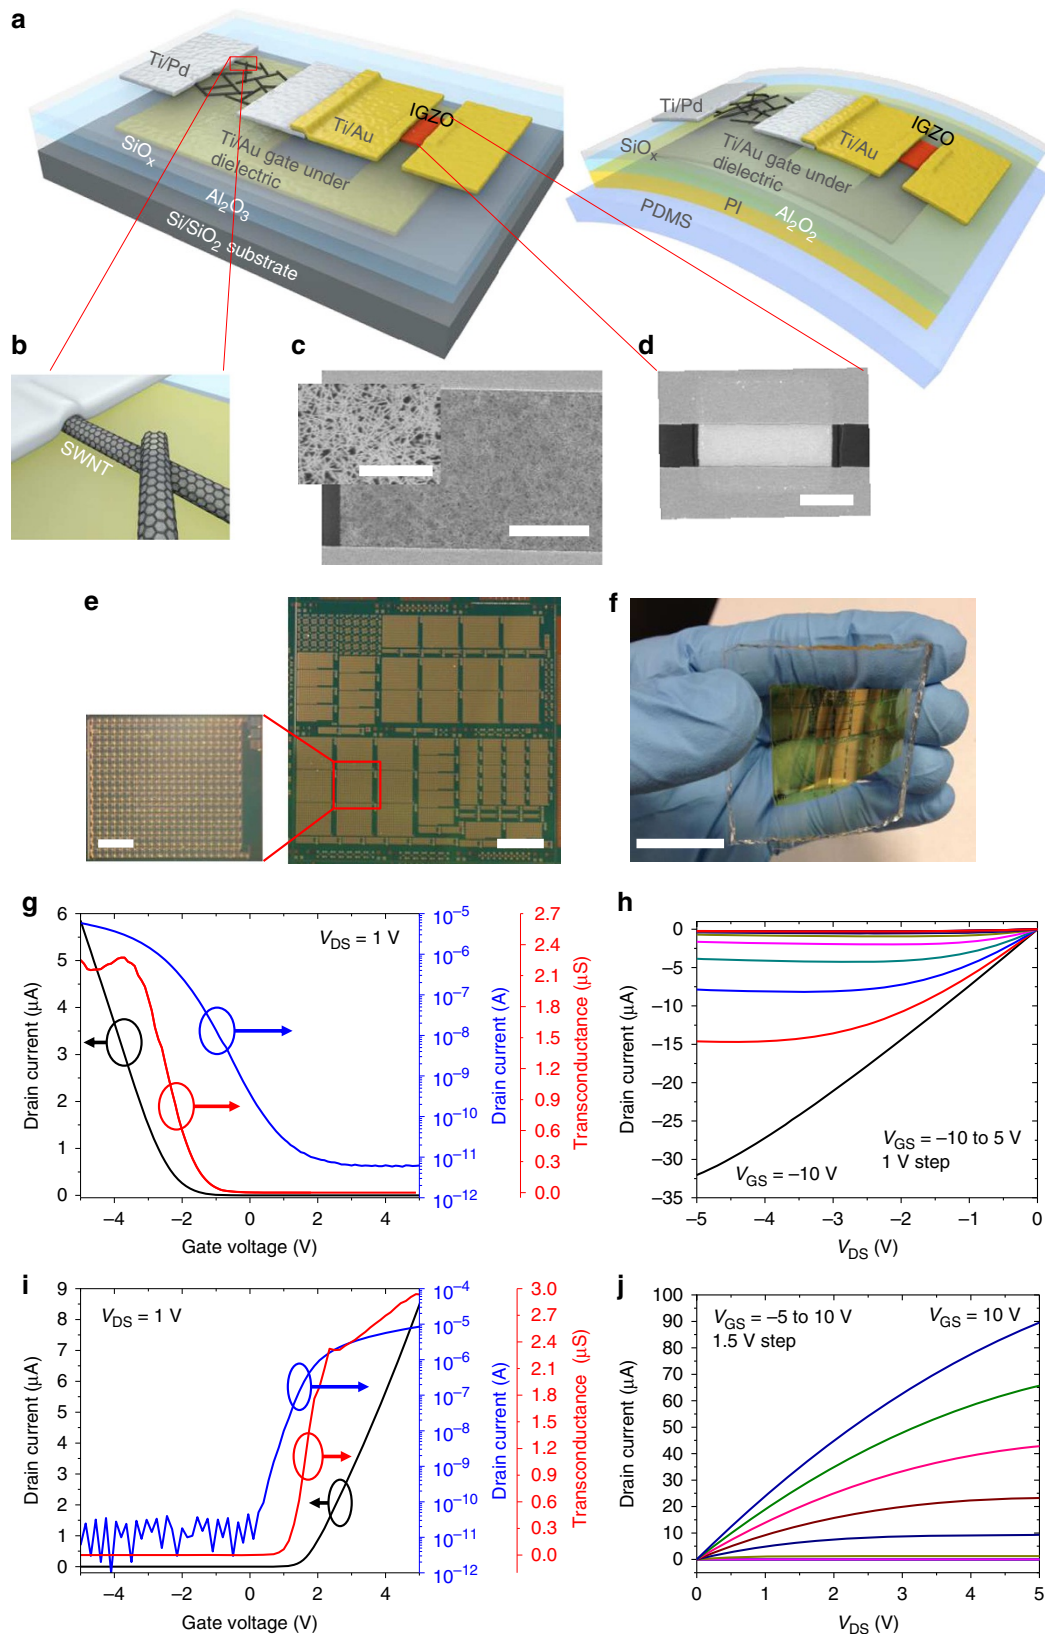 a
Ti/Pd
IGZO
Ti/Au
Ti/Au gate under
dielectric
SiOₓ
Al₂O₃
Si/SiO₂ substrate
Ti/Pd
IGZO
Ti/Au
SiOₓ
Ti/Au gate under
dielectric
Al₂O₂
PI
PDMS
b
SWNT
c
d
e
f
g
V_DS = 1 V
Drain current (μA)
6
5
4
3
2
1
0
−4
−2
0
2
4
Gate voltage (V)
10⁻⁵
10⁻⁶
10⁻⁷
10⁻⁸
10⁻⁹
10⁻¹⁰
10⁻¹¹
10⁻¹²
Drain current (A)
2.7
2.4
2.1
1.8
1.5
1.2
0.9
0.6
0.3
0.0
Transconductance (μS)
h
Drain current (μA)
0
−5
−10
−15
−20
−25
−30
−35
V_GS = −10 to 5 V
1 V step
V_GS = −10 V
−5
−4
−3
−2
−1
0
V_DS (V)
i
V_DS = 1 V
Drain current (μA)
9
8
7
6
5
4
3
2
1
0
−4
−2
0
2
4
Gate voltage (V)
10⁻⁴
10⁻⁵
10⁻⁶
10⁻⁷
10⁻⁸
10⁻⁹
10⁻¹⁰
10⁻¹¹
10⁻¹²
Drain current (A)
3.0
2.7
2.4
2.1
1.8
1.5
1.2
0.9
0.6
0.3
0.0
Transconductance (μS)
j
V_GS = −5 to 10 V
1.5 V step
V_GS = 10 V
Drain current (μA)
100
90
80
70
60
50
40
30
20
10
0
0
1
2
3
4
5
V_DS (V)